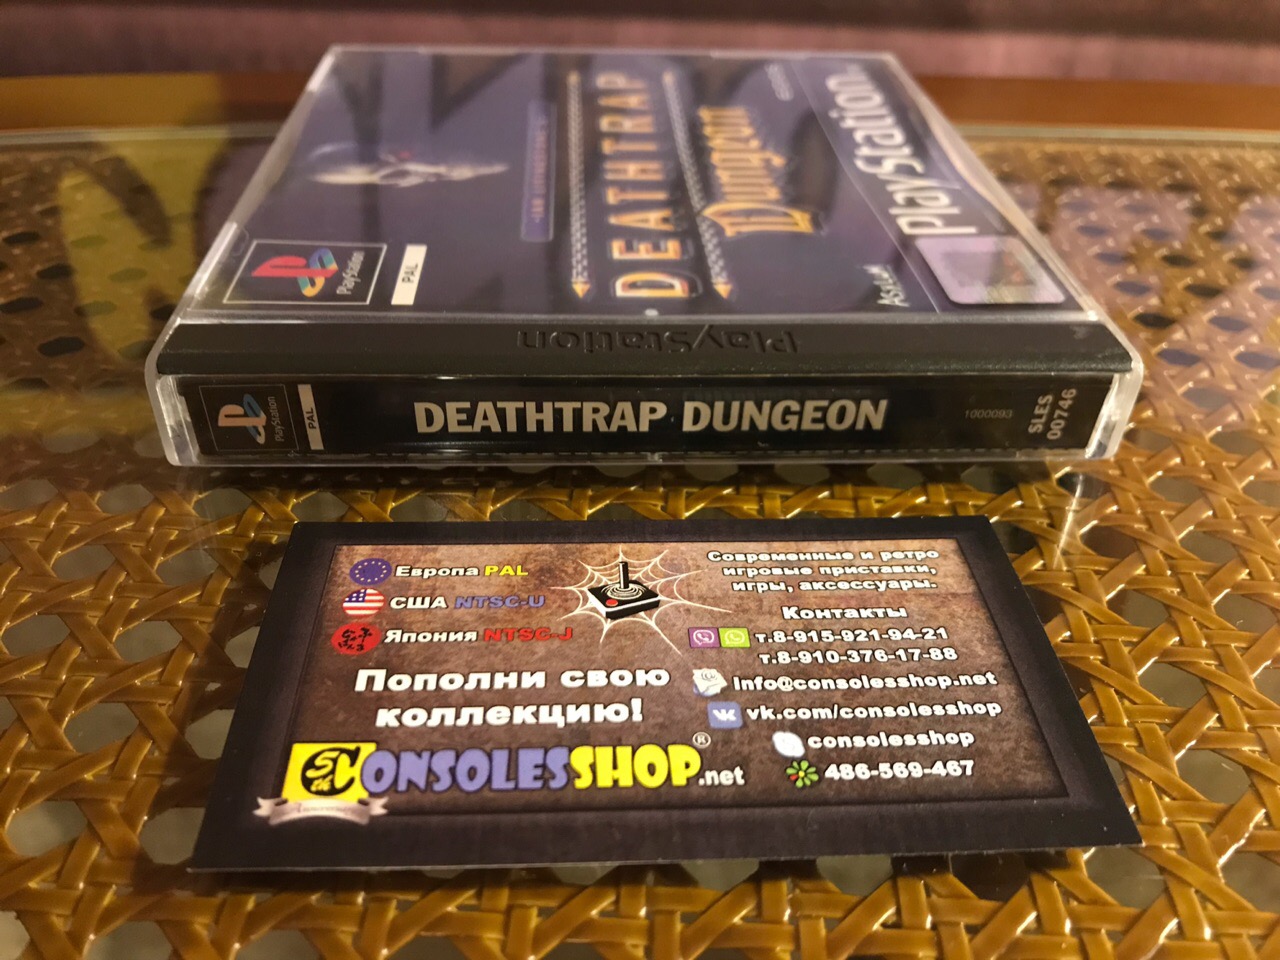 PlayStation
DEATHTRAP
Dungeon
PlayStation
PAL
PlayStation
PlayStation
PAL
DEATHTRAP DUNGEON
1000093
SLES
00746
Европа PAL
США NTSC-U
Япония NTSC-J
Пополни свою
коллекцию!
CONSOLESSHOP.net
®
Современные и ретро
игровые приставки,
игры, аксессуары.
Контакты
т.8-915-921-94-21
т.8-910-376-17-88
info@consolesshop.net
vk.com/consolesshop
consolesshop
486-569-467